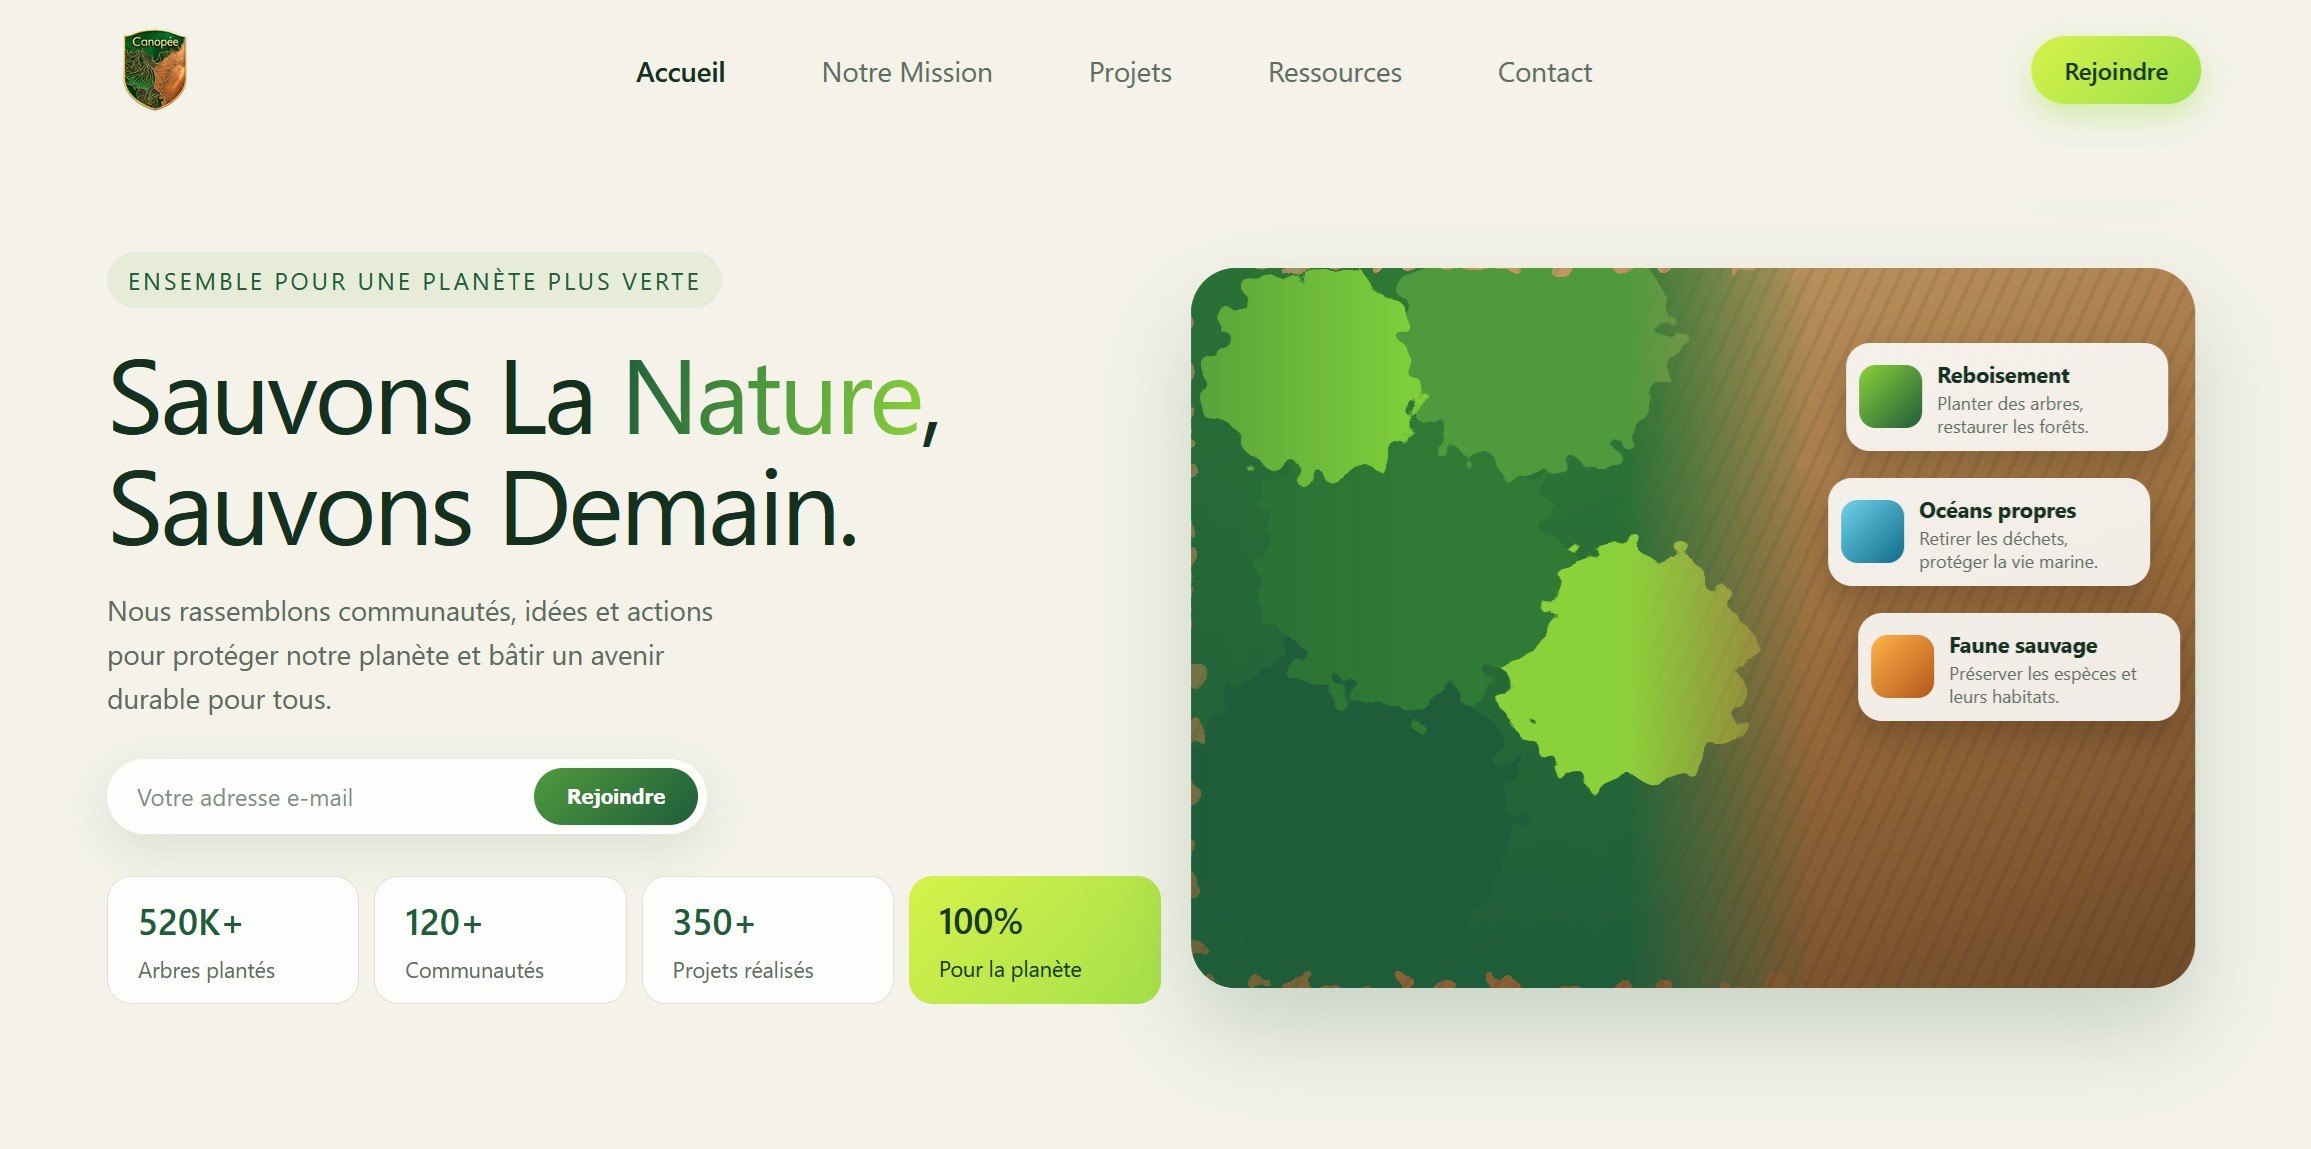 Canopée
Accueil
Notre Mission
Projets
Ressources
Contact
Rejoindre
ENSEMBLE POUR UNE PLANÈTE PLUS VERTE
Sauvons La Nature,
Sauvons Demain.
Nous rassemblons communautés, idées et actions
pour protéger notre planète et bâtir un avenir
durable pour tous.
Votre adresse e-mail
Rejoindre
520K+
Arbres plantés
120+
Communautés
350+
Projets réalisés
100%
Pour la planète
Reboisement
Planter des arbres,
restaurer les forêts.
Océans propres
Retirer les déchets,
protéger la vie marine.
Faune sauvage
Préserver les espèces et
leurs habitats.